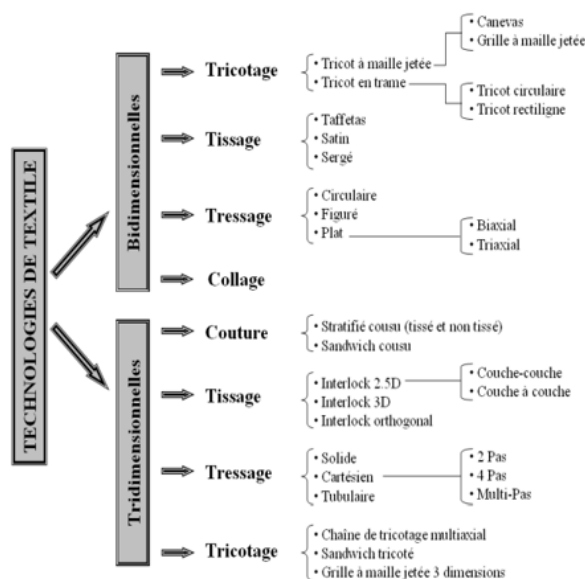 TECHNOLOGIES DE TEXTILE
Bidimensionnelles
Tricotage
• Tricot à maille jetée
• Canevas
• Grille à maille jetée
• Tricot en trame
• Tricot circulaire
• Tricot rectiligne
Tissage
• Taffetas
• Satin
• Sergé
Tressage
• Circulaire
• Figuré
• Plat
• Biaxial
• Triaxial
Collage
Tridimensionnelles
Couture
• Stratifié cousu (tissé et non tissé)
• Sandwich cousu
Tissage
• Interlock 2.5D
• Couche-couche
• Couche à couche
• Interlock 3D
• Interlock orthogonal
Tressage
• Solide
• Cartésien
• 2 Pas
• 4 Pas
• Multi-Pas
• Tubulaire
Tricotage
• Chaîne de tricotage multiaxial
• Sandwich tricoté
• Grille à maille jetée 3 dimensions